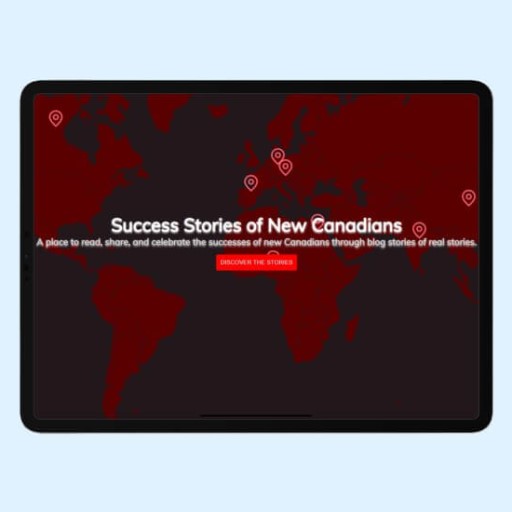 Success Stories of New Canadians
A place to read, share, and celebrate the successes of new Canadians through blog stories of real stories.
DISCOVER THE STORIES